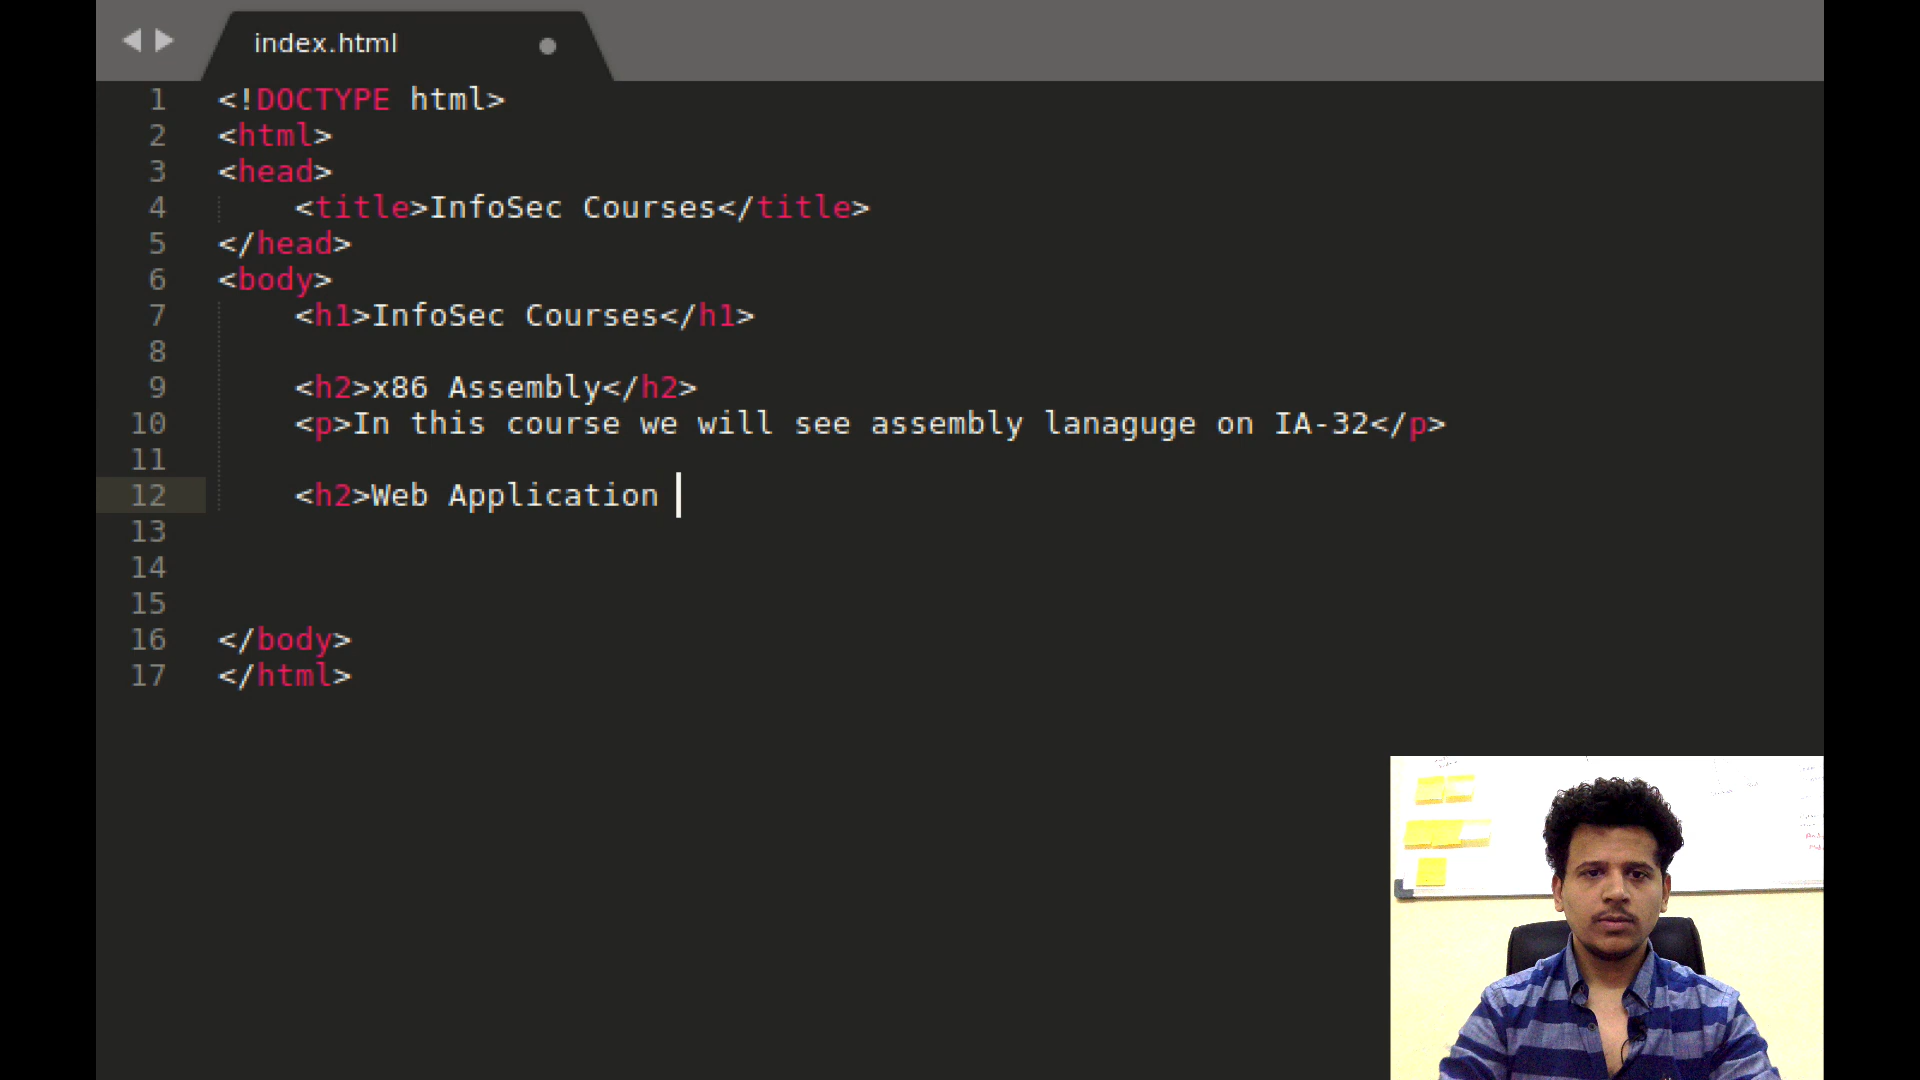 index.html
1 <!DOCTYPE html>
2 <html>
3 <head>
4 <title>InfoSec Courses</title>
5 </head>
6 <body>
7 <h1>InfoSec Courses</h1>
8
9 <h2>x86 Assembly</h2>
10 <p>In this course we will see assembly lanaguge on IA-32</p>
11
12 <h2>Web Application
13
14
15
16 </body>
17 </html>